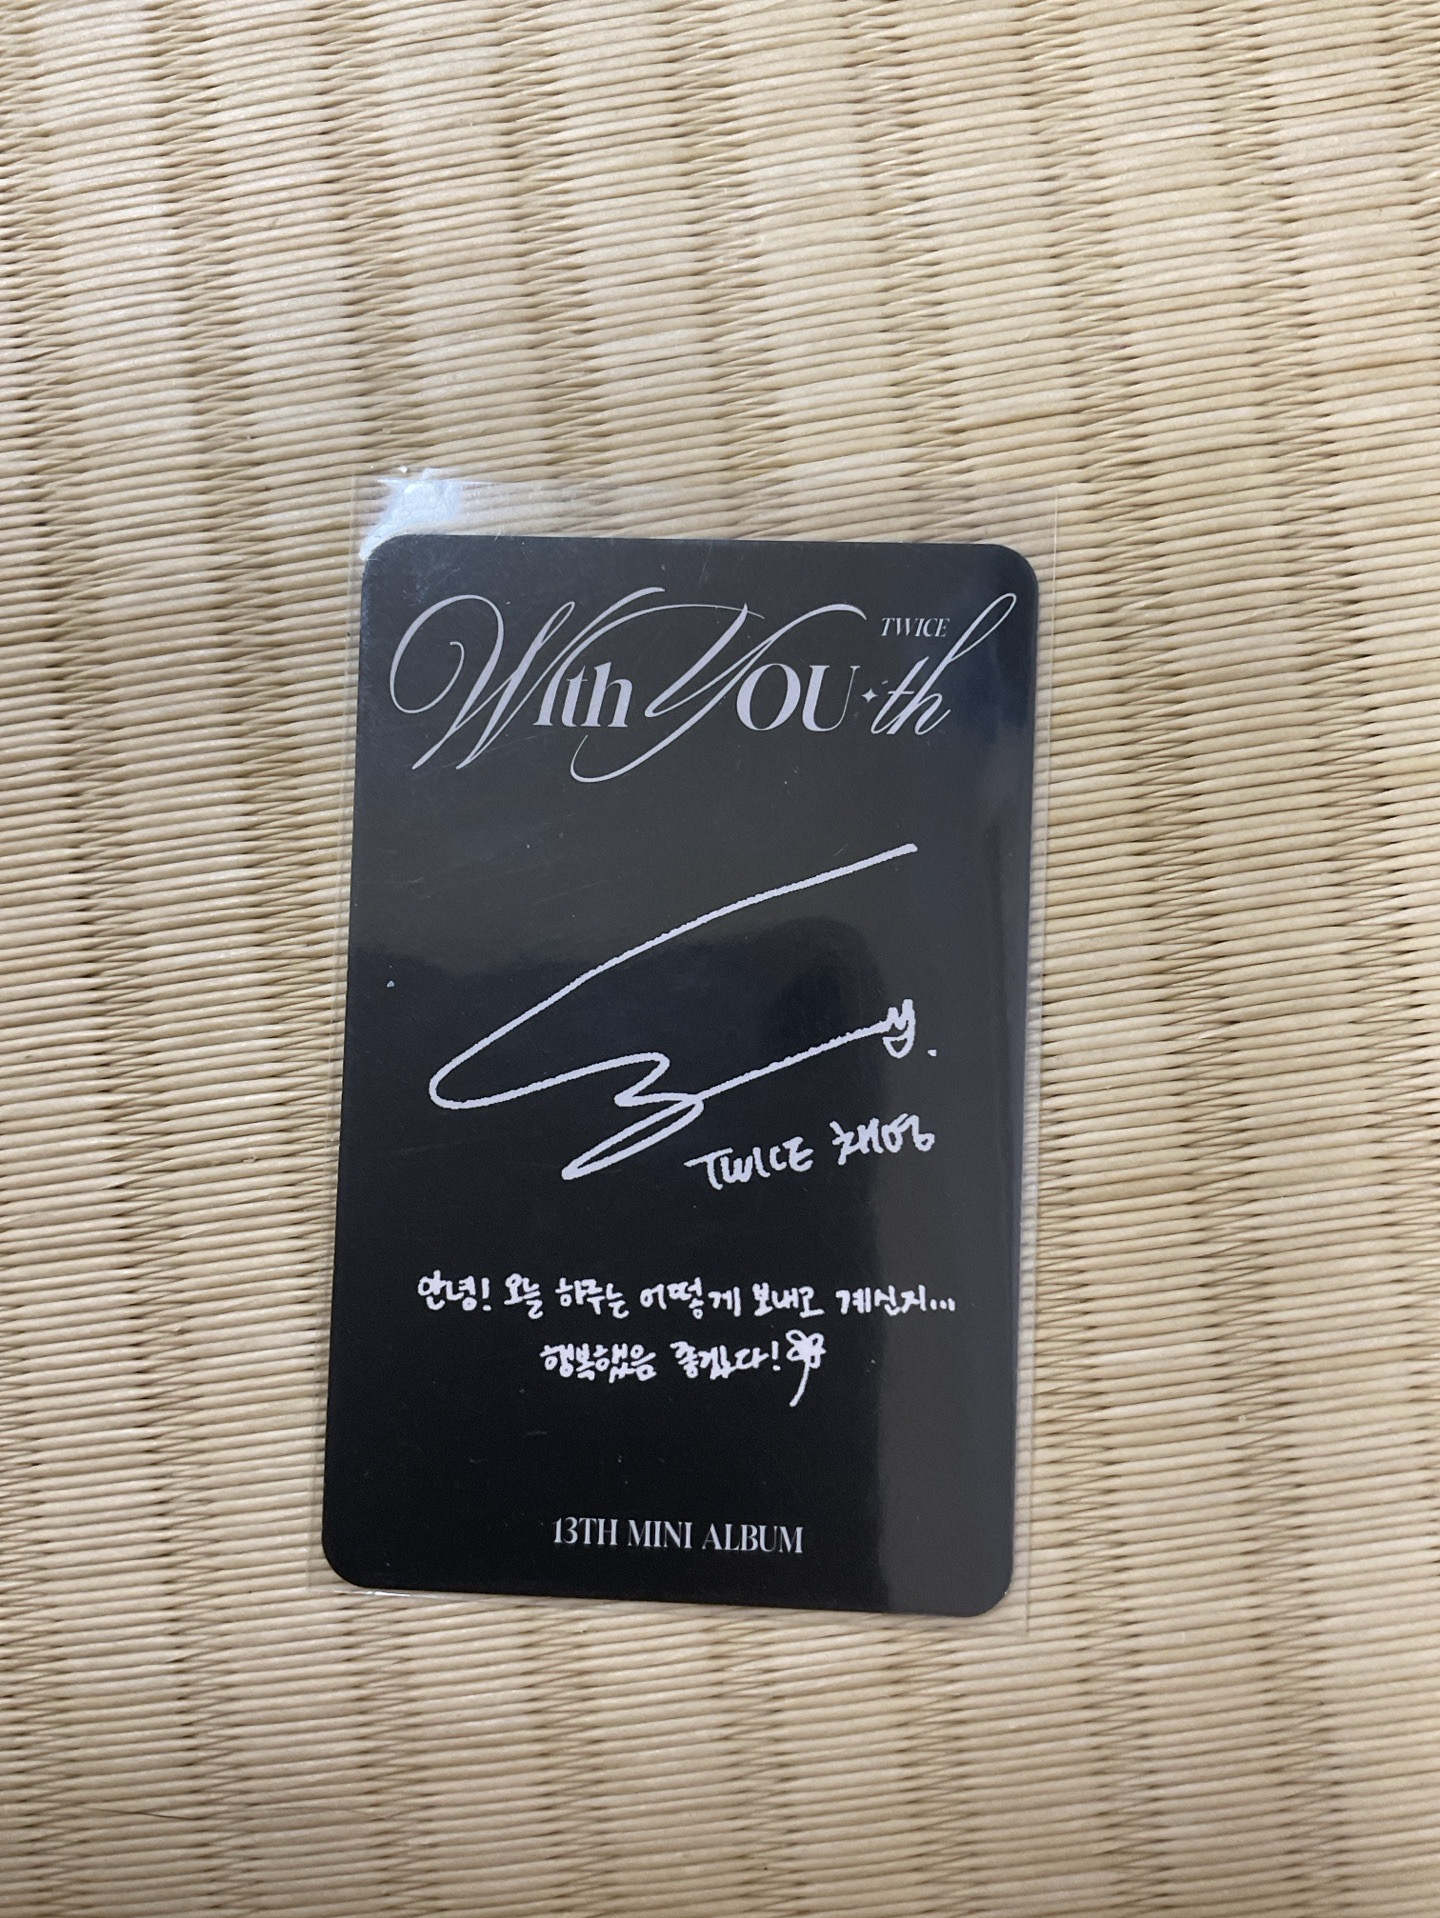 TWICE
With YOU-th
TWICE 채영
안녕! 오늘 하루는 어떻게 보내고 계신지...
행복했음 좋겠다!
13TH MINI ALBUM